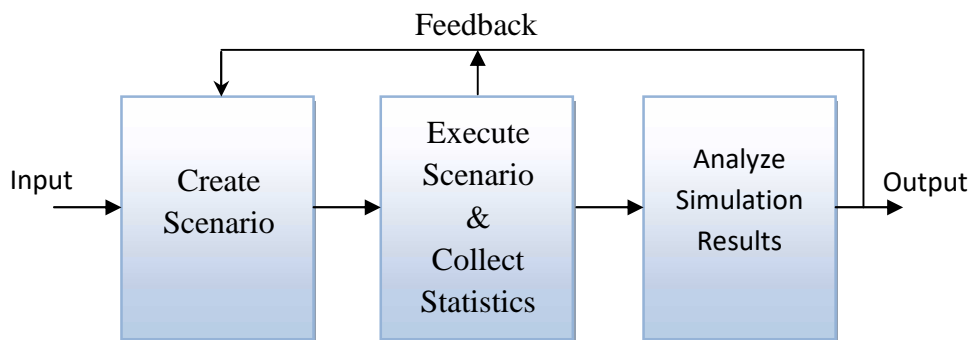 Feedback
Input
Create
Scenario
Execute
Scenario
&
Collect
Statistics
Analyze
Simulation
Results
Output